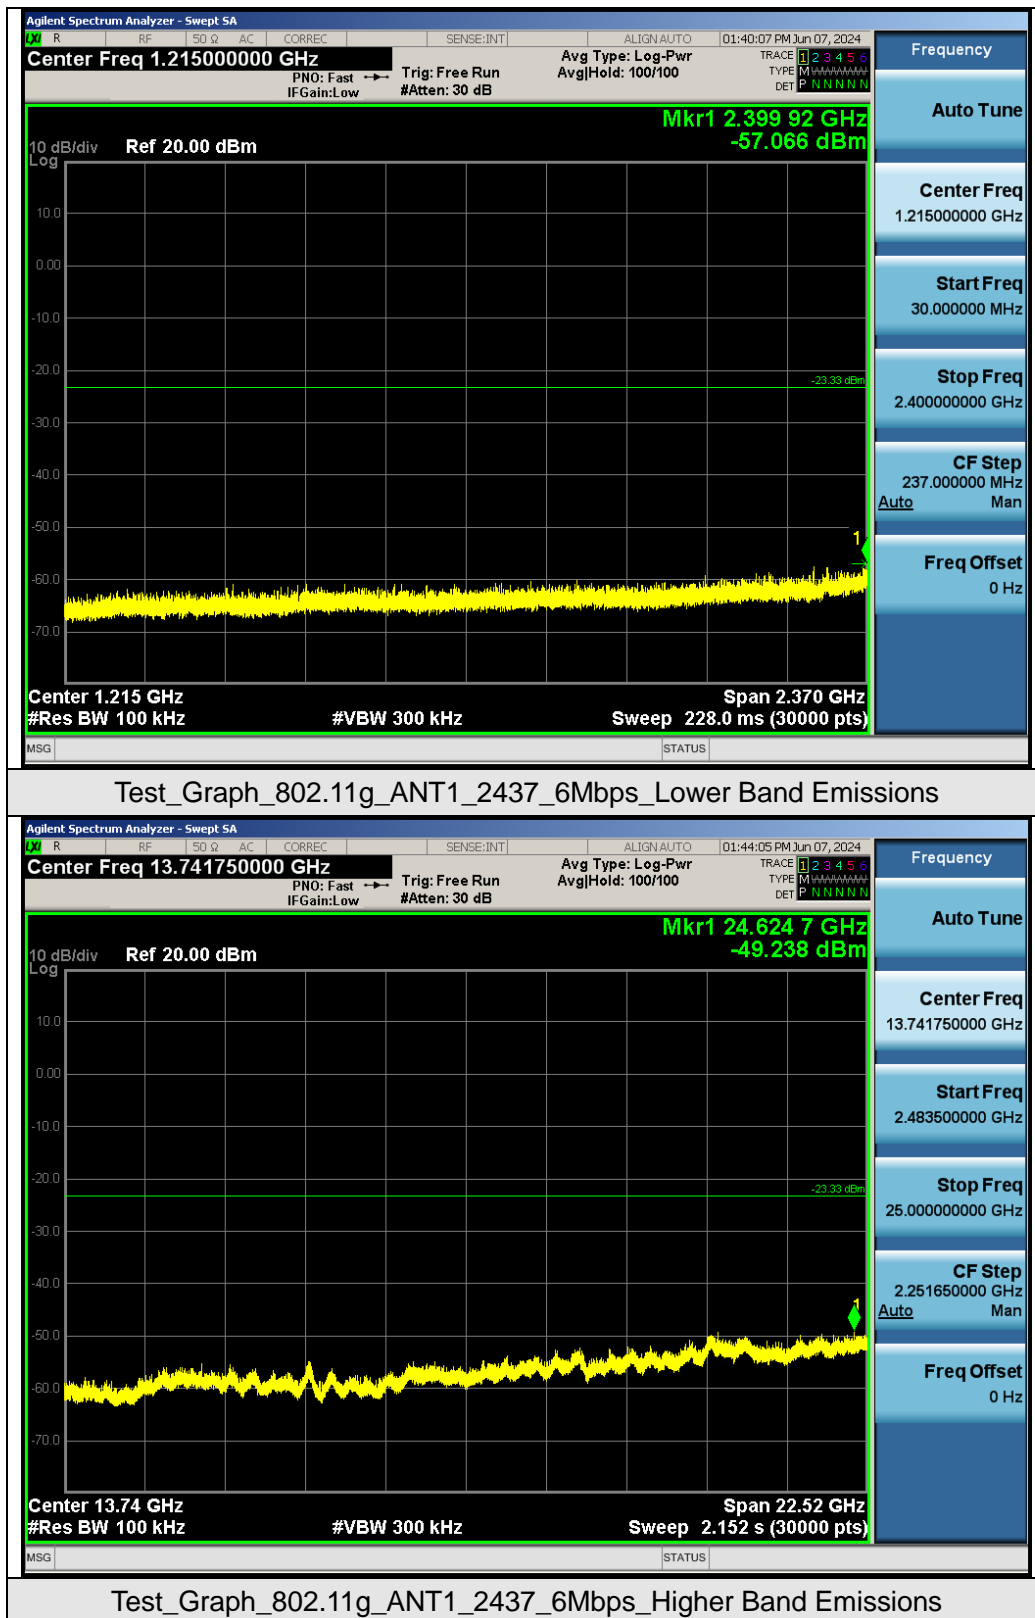 Agilent Spectrum Analyzer - Swept SA
LXI R RF 50 Ω AC CORREC SENSE:INT ALIGN AUTO 01:40:07 PM Jun 07, 2024
Center Freq 1.215000000 GHz
PNO: Fast
IFGain:Low
Trig: Free Run
#Atten: 30 dB
Avg Type: Log-Pwr
Avg|Hold: 100/100
TRACE 1 2 3 4 5 6
TYPE M WWWWW
DET P N N N N N
Mkr1 2.399 92 GHz
-57.066 dBm
10 dB/div Ref 20.00 dBm
Log
10.0
0.00
-10.0
-20.0
-23.33 dBm
-30.0
-40.0
-50.0
1
-60.0
-70.0
Center 1.215 GHz Span 2.370 GHz
#Res BW 100 kHz #VBW 300 kHz Sweep 228.0 ms (30000 pts)
MSG STATUS
Frequency
Auto Tune
Center Freq
1.215000000 GHz
Start Freq
30.000000 MHz
Stop Freq
2.400000000 GHz
CF Step
237.000000 MHz
Auto Man
Freq Offset
0 Hz
Test_Graph_802.11g_ANT1_2437_6Mbps_Lower Band Emissions
Agilent Spectrum Analyzer - Swept SA
LXI R RF 50 Ω AC CORREC SENSE:INT ALIGN AUTO 01:44:05 PM Jun 07, 2024
Center Freq 13.741750000 GHz
PNO: Fast
IFGain:Low
Trig: Free Run
#Atten: 30 dB
Avg Type: Log-Pwr
Avg|Hold: 100/100
TRACE 1 2 3 4 5 6
TYPE M WWWWW
DET P N N N N N
Mkr1 24.624 7 GHz
-49.238 dBm
10 dB/div Ref 20.00 dBm
Log
10.0
0.00
-10.0
-20.0
-23.33 dBm
-30.0
-40.0
1
-50.0
-60.0
-70.0
Center 13.74 GHz Span 22.52 GHz
#Res BW 100 kHz #VBW 300 kHz Sweep 2.152 s (30000 pts)
MSG STATUS
Frequency
Auto Tune
Center Freq
13.741750000 GHz
Start Freq
2.483500000 GHz
Stop Freq
25.000000000 GHz
CF Step
2.251650000 GHz
Auto Man
Freq Offset
0 Hz
Test_Graph_802.11g_ANT1_2437_6Mbps_Higher Band Emissions